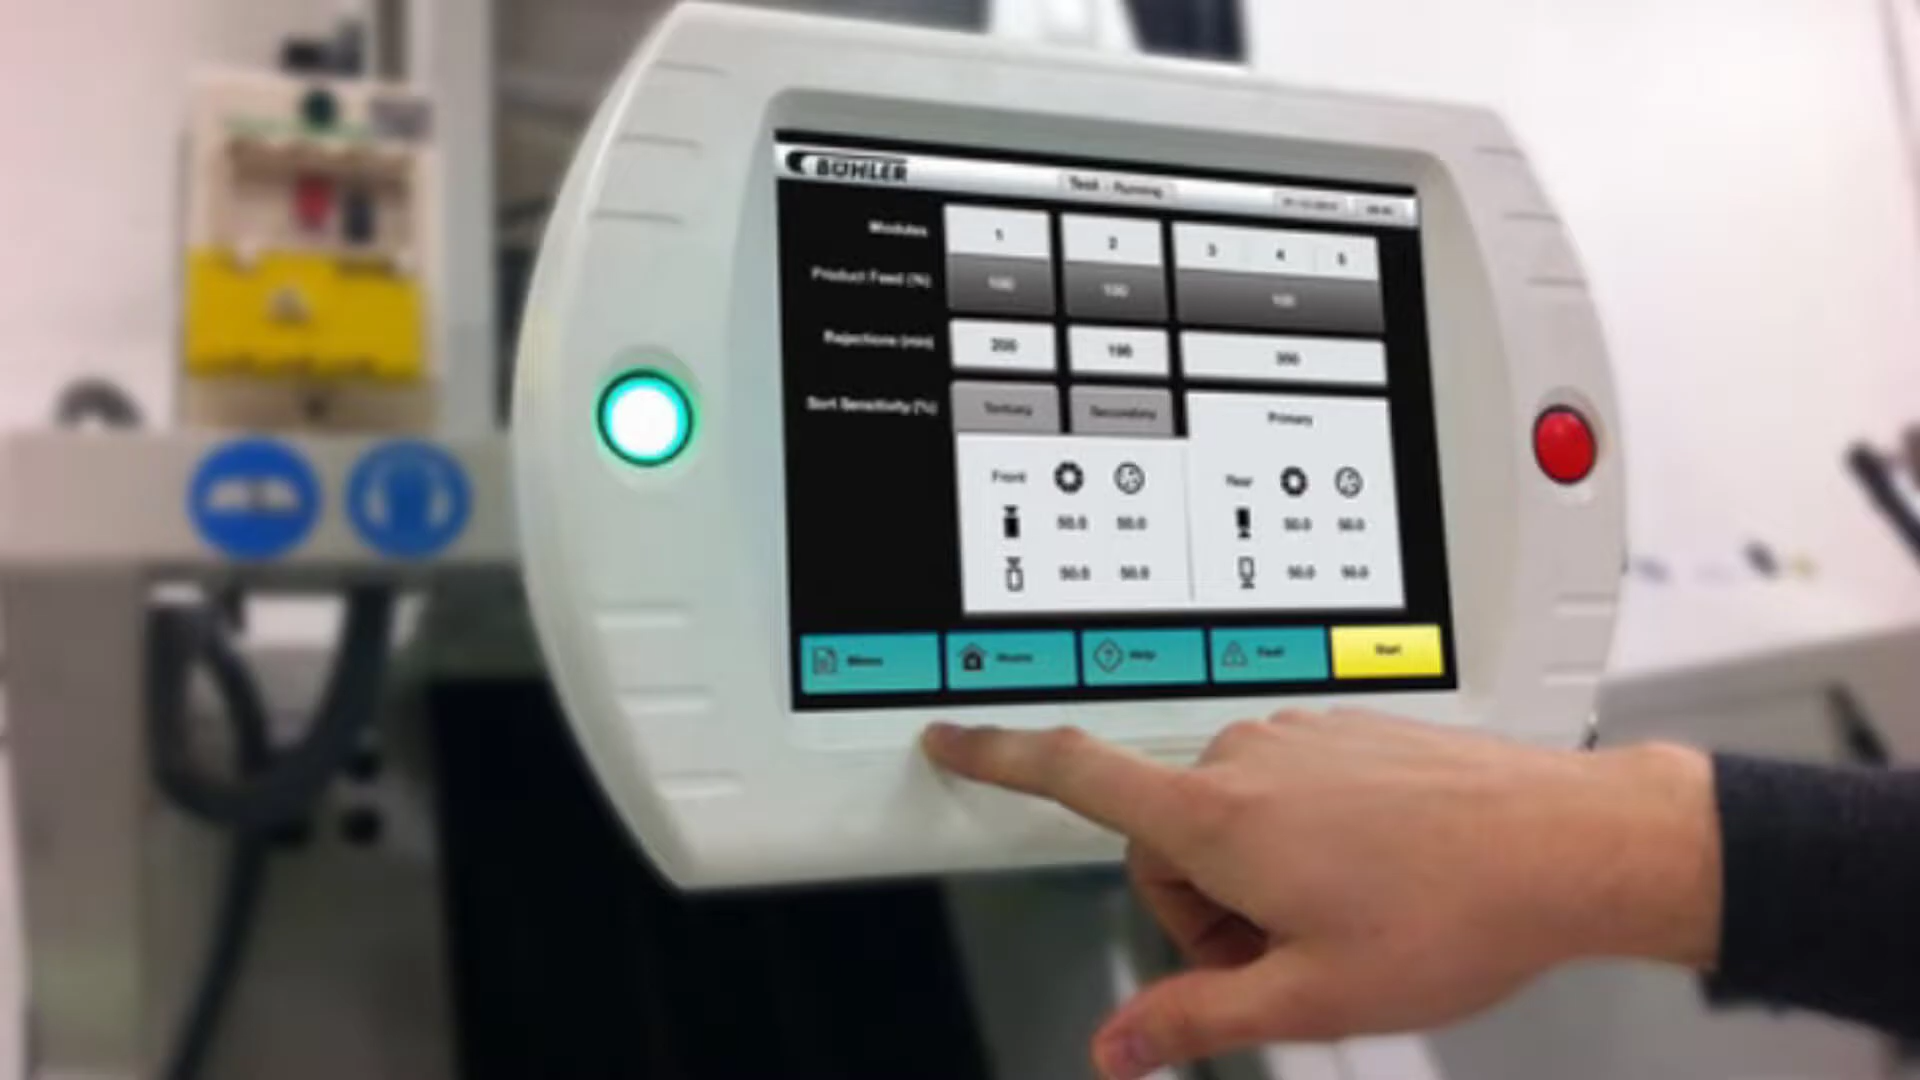 BÜHLER
Test - Running
Modules 1 2 3 4 5
Product Feed (%) 100 100 100
Rejections (min) 200 198
Sort Sensitivity (%) Tertiary Secondary Primary
Front Rear
50.0 50.0 50.0 50.0
50.0 50.0 50.0 50.0
Menu Home Help Fault Start